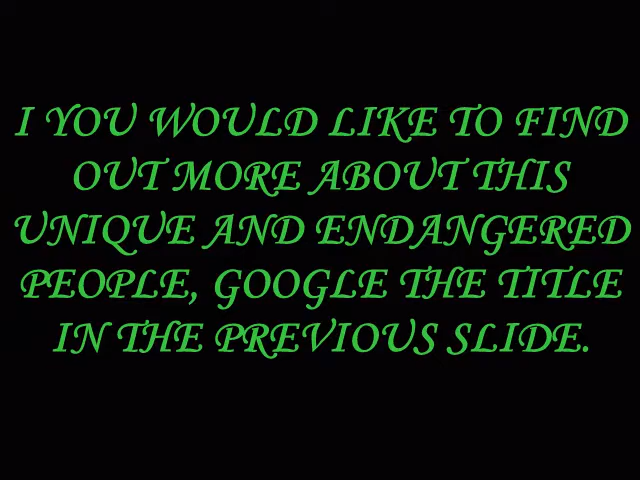 I YOU WOULD LIKE TO FIND
OUT MORE ABOUT THIS
UNIQUE AND ENDANGERED
PEOPLE, GOOGLE THE TITLE
IN THE PREVIOUS SLIDE.